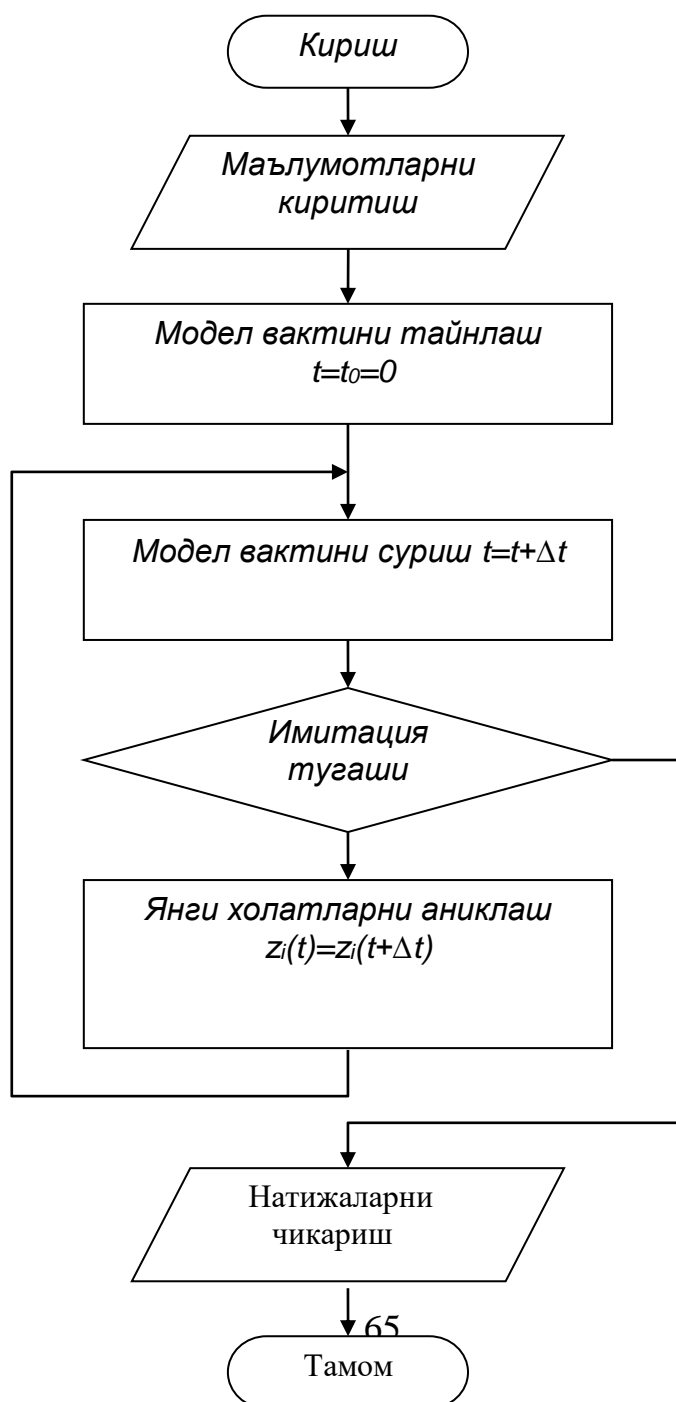 Кириш
Маълумотларни
киритиш
Модел вактини тайнлаш
t=t₀=0
Модел вактини суриш t=t+Δt
Имитация
тугаши
Янги холатларни аниклаш
zᵢ(t)=zᵢ(t+Δt)
Натижаларни
чикариш
65
Тамом